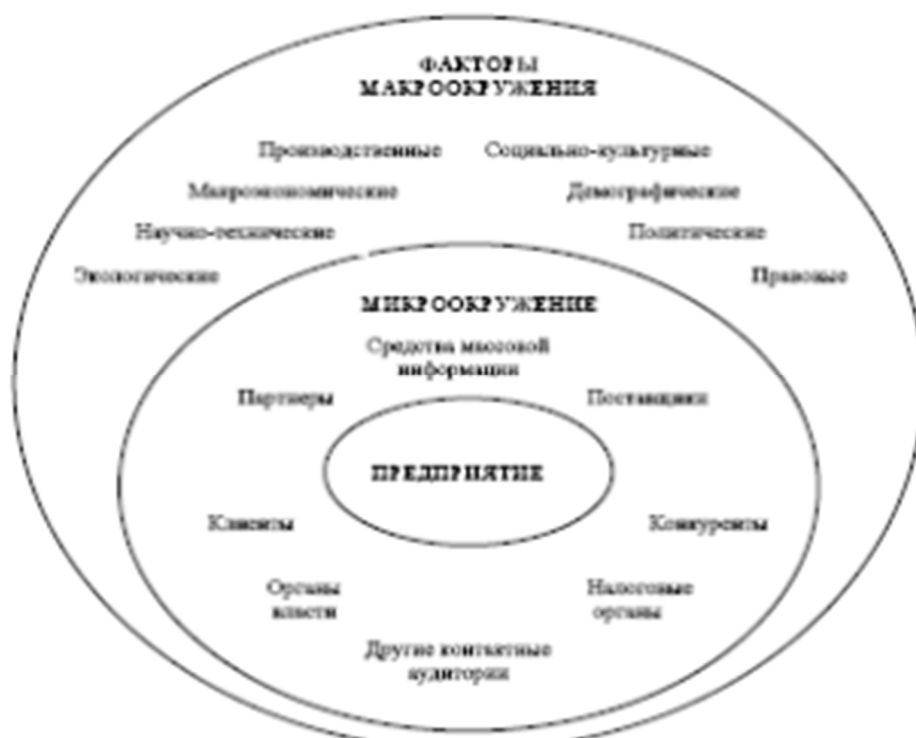 ФАКТОРЫ
МАКРООКРУЖЕНИЯ
Производственные Социально-культурные
Макроэкономические Демографические
Научно-технические Политические
Экологические Правовые
МИКРООКРУЖЕНИЕ
Средства массовой
информации
Партнеры Поставщики
ПРЕДПРИЯТИЕ
Клиенты Конкуренты
Органы Налоговые
власти органы
Другие контактные
аудитории